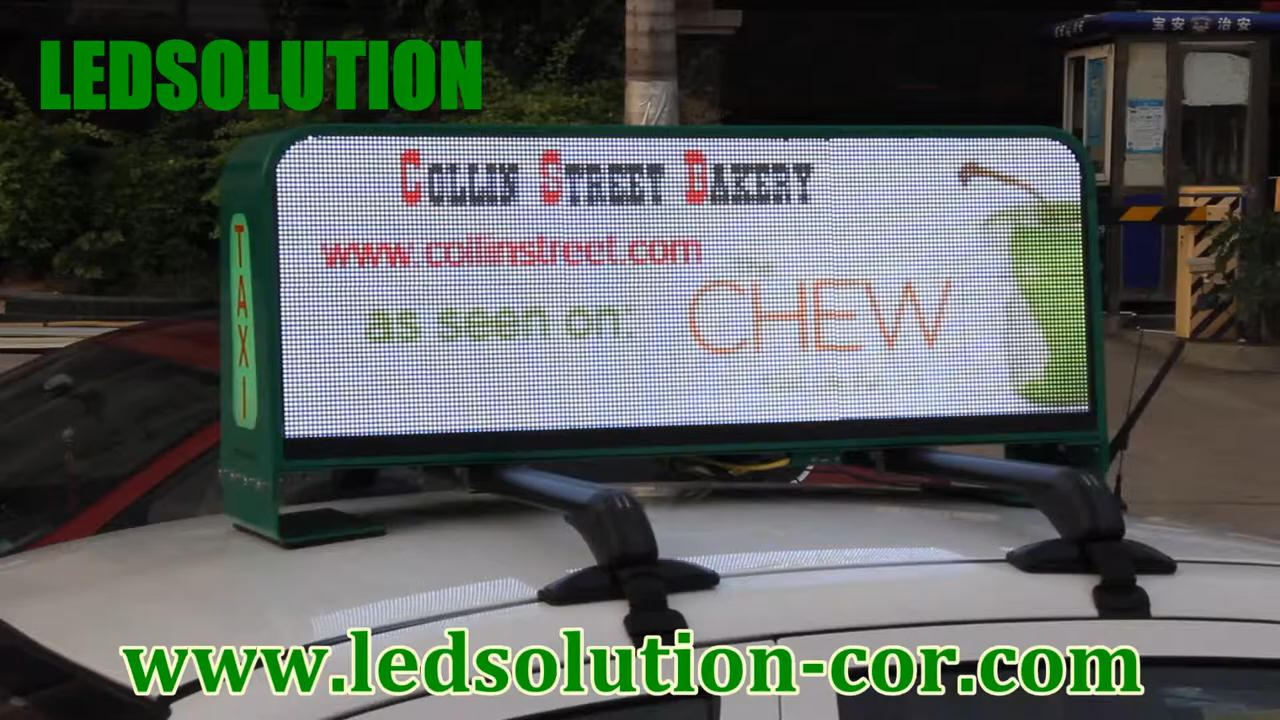 LEDSOLUTION
宝安 治安
COLLIN STREET BAKERY
www.collinstreet.com
as seen on:
CHEW
TAXI
www.ledsolution-cor.com